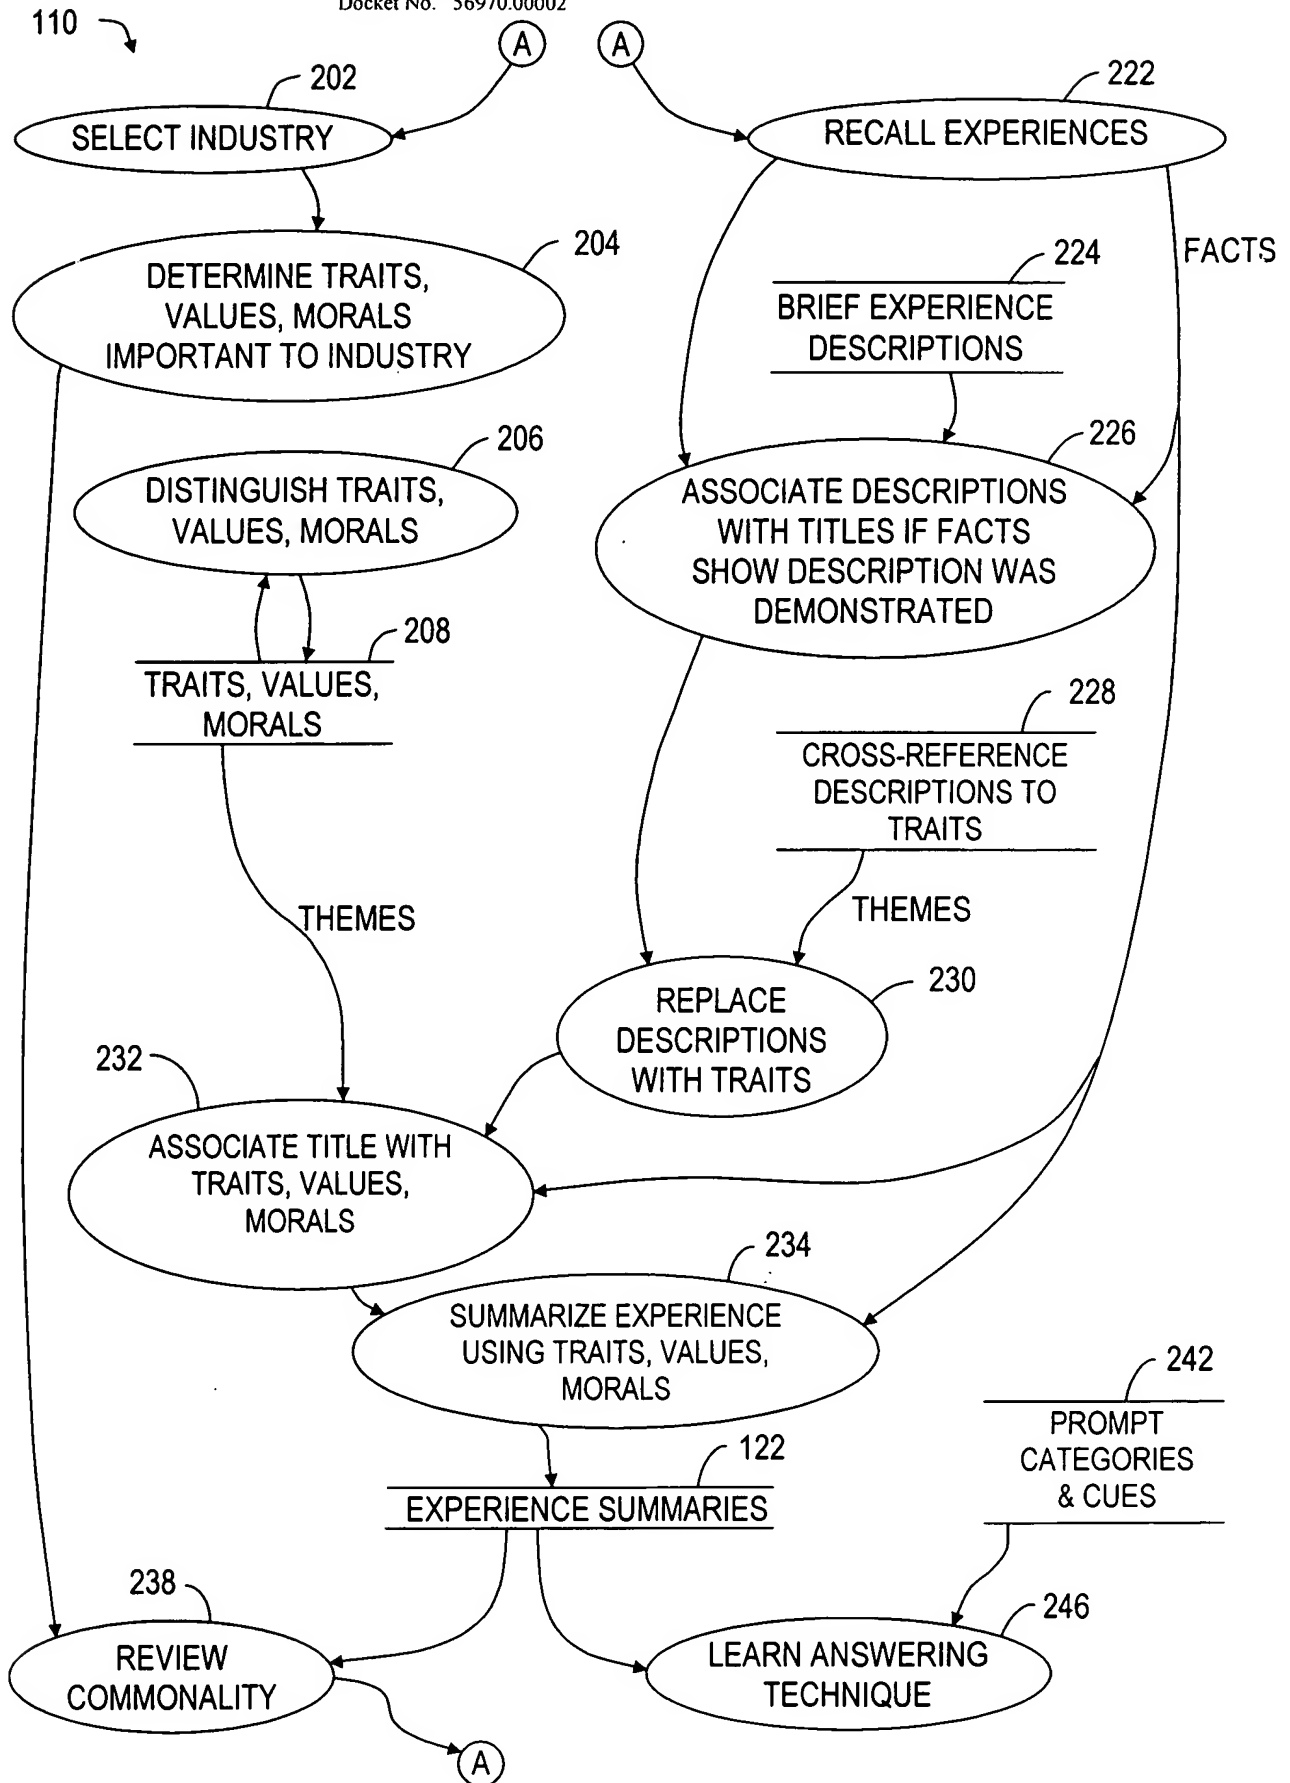 Docket No. 56970.00002
110
A
A
202
SELECT INDUSTRY
222
RECALL EXPERIENCES
204
DETERMINE TRAITS,
VALUES, MORALS
IMPORTANT TO INDUSTRY
FACTS
224
BRIEF EXPERIENCE
DESCRIPTIONS
206
DISTINGUISH TRAITS,
VALUES, MORALS
226
ASSOCIATE DESCRIPTIONS
WITH TITLES IF FACTS
SHOW DESCRIPTION WAS
DEMONSTRATED
208
TRAITS, VALUES,
MORALS
228
CROSS-REFERENCE
DESCRIPTIONS TO
TRAITS
THEMES
THEMES
230
REPLACE
DESCRIPTIONS
WITH TRAITS
232
ASSOCIATE TITLE WITH
TRAITS, VALUES,
MORALS
234
SUMMARIZE EXPERIENCE
USING TRAITS, VALUES,
MORALS
242
PROMPT
CATEGORIES
& CUES
122
EXPERIENCE SUMMARIES
238
REVIEW
COMMONALITY
246
LEARN ANSWERING
TECHNIQUE
A